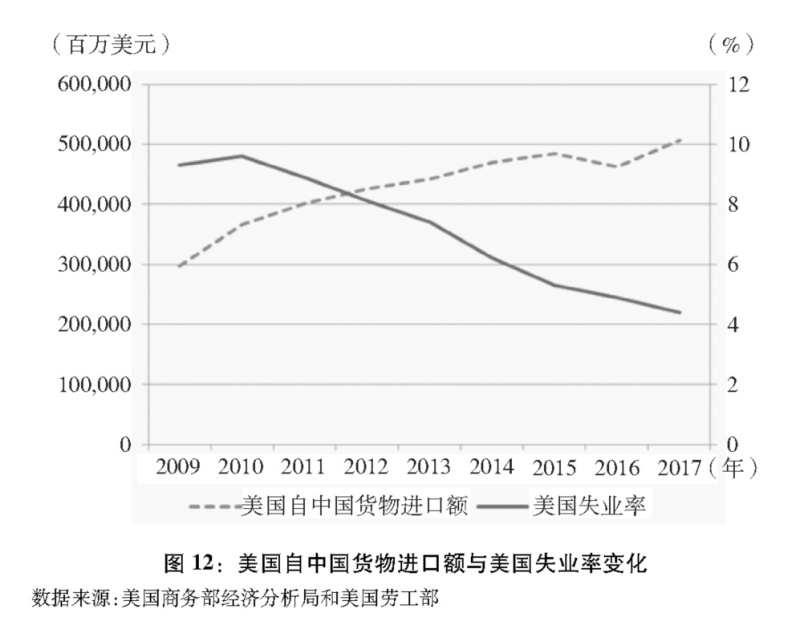 （百万美元） （%）
600,000 12
500,000 10
400,000 8
300,000 6
200,000 4
100,000 2
0 0
2009 2010 2011 2012 2013 2014 2015 2016 2017（年）
美国自中国货物进口额 美国失业率
图 12：美国自中国货物进口额与美国失业率变化
数据来源：美国商务部经济分析局和美国劳工部